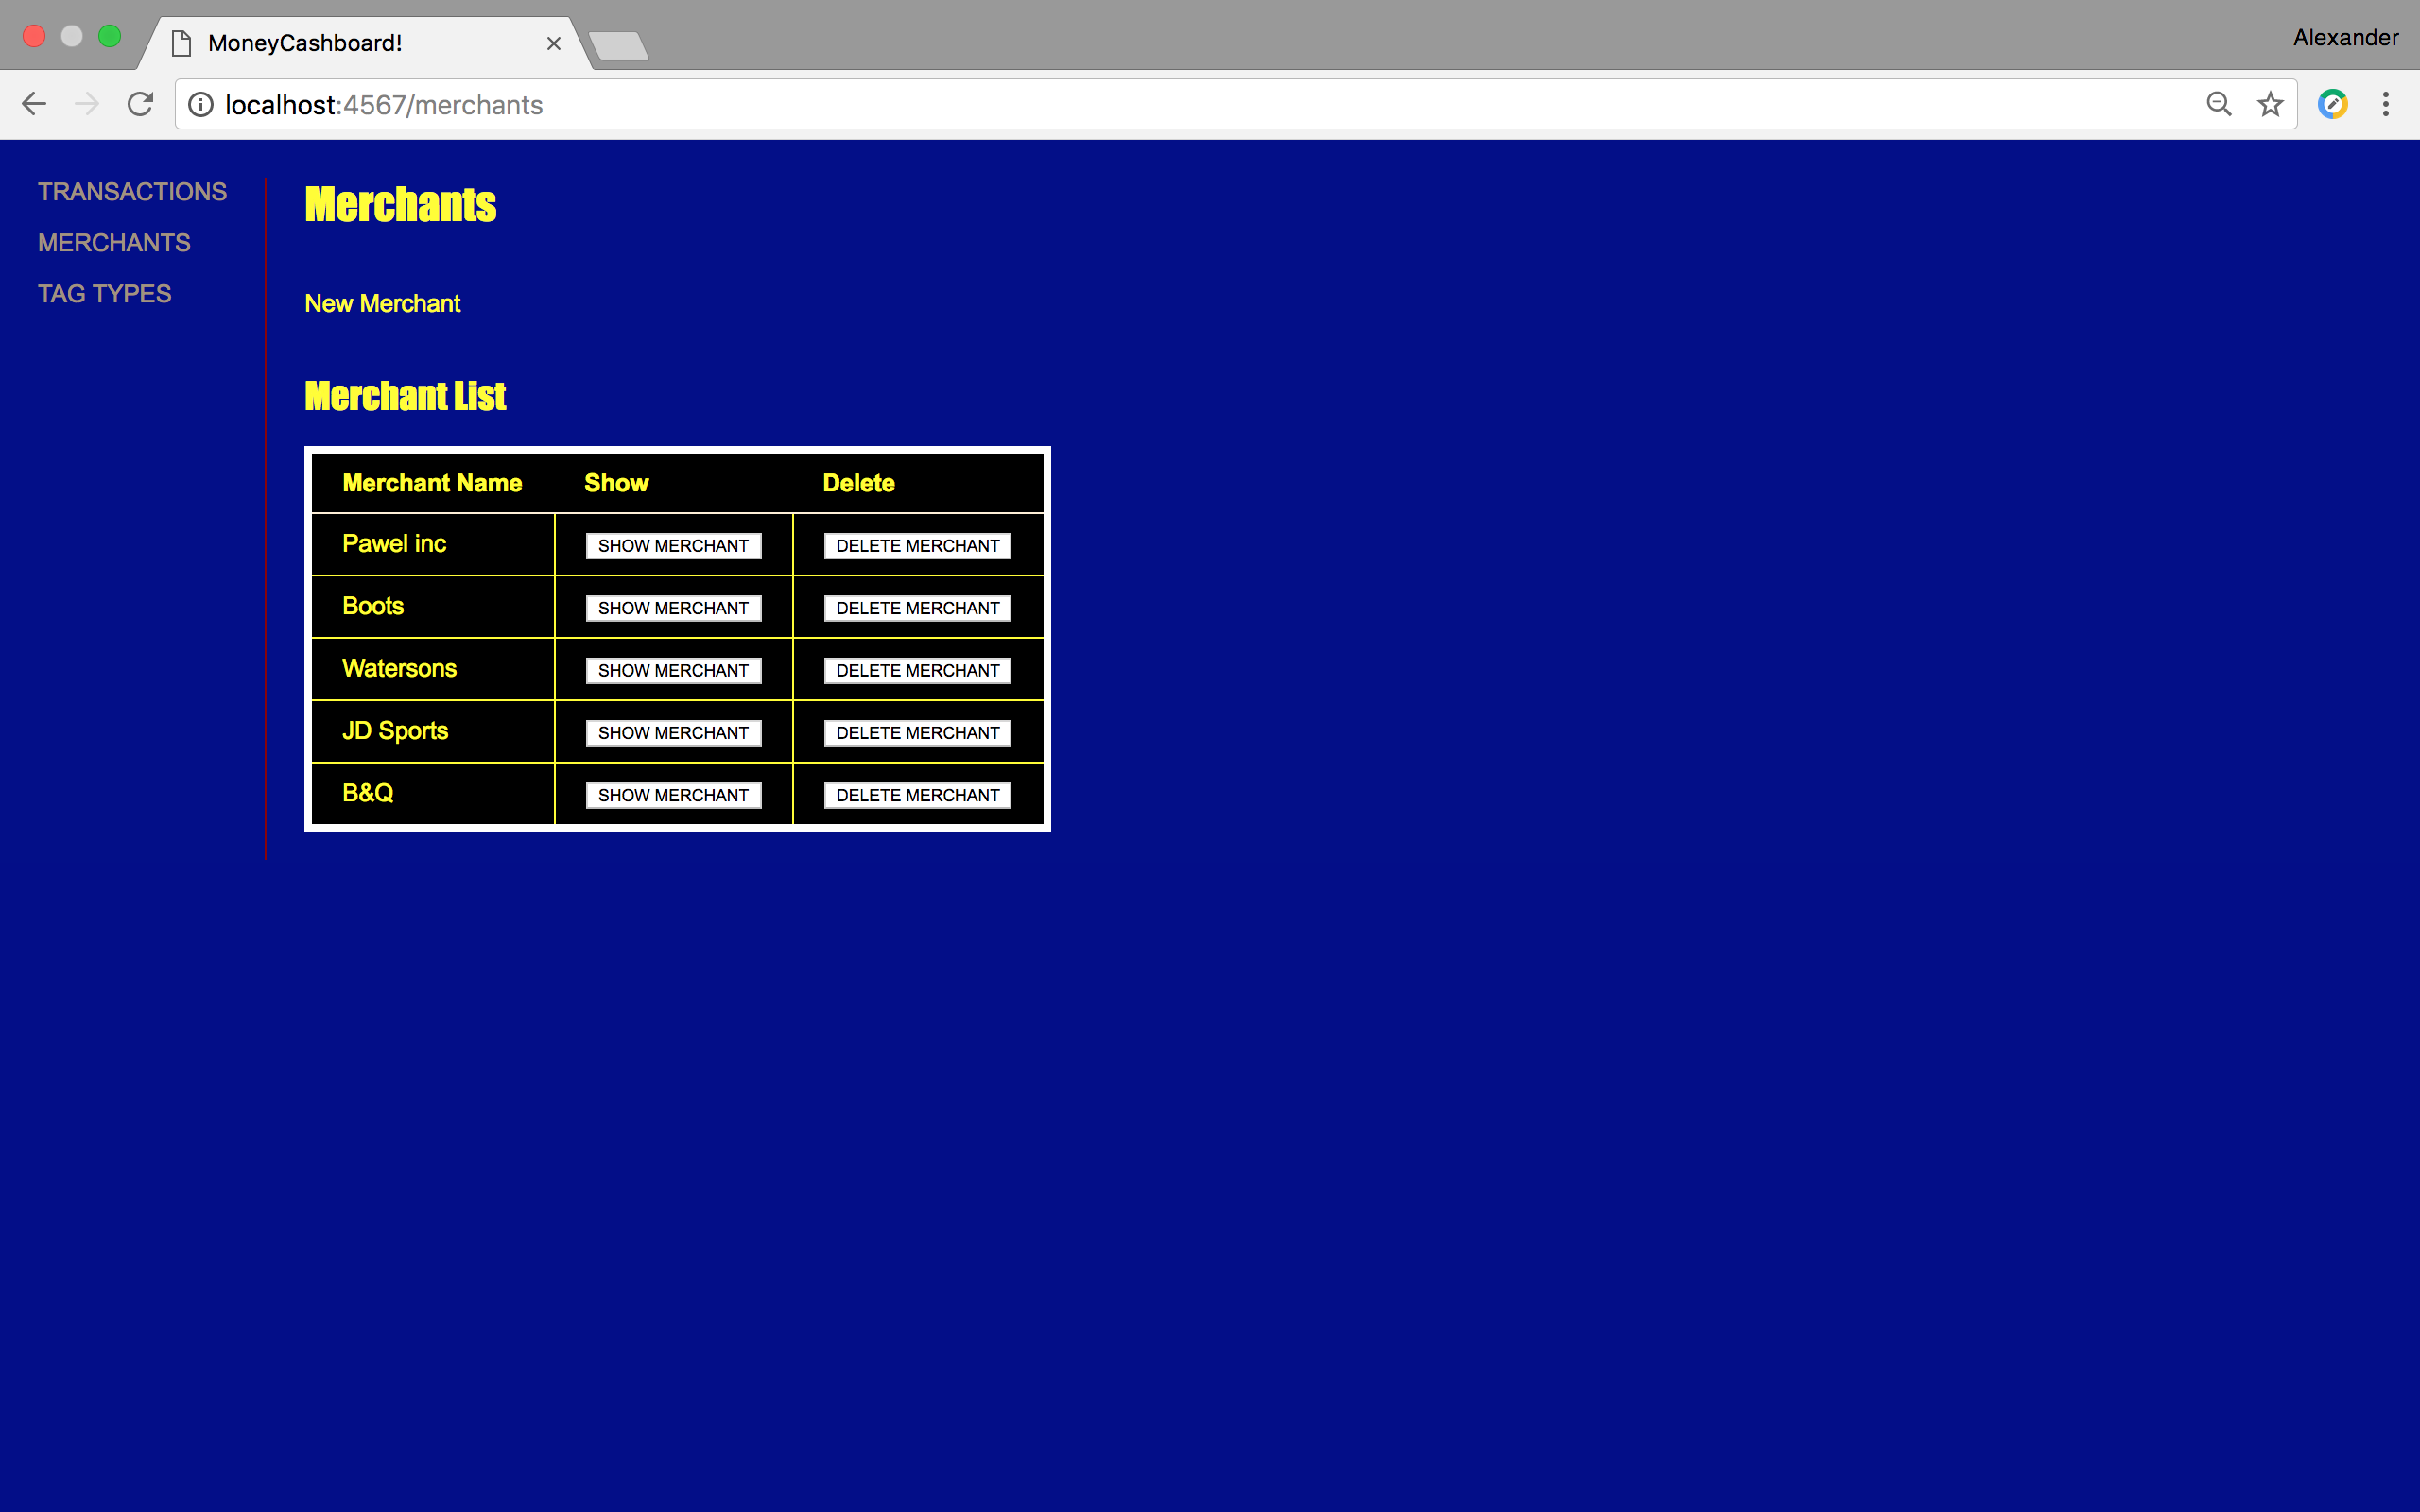 MoneyCashboard!
Alexander
localhost:4567/merchants
TRANSACTIONS
MERCHANTS
TAG TYPES
Merchants
New Merchant
Merchant List
Merchant Name Show Delete
Pawel inc SHOW MERCHANT DELETE MERCHANT
Boots SHOW MERCHANT DELETE MERCHANT
Watersons SHOW MERCHANT DELETE MERCHANT
JD Sports SHOW MERCHANT DELETE MERCHANT
B&Q SHOW MERCHANT DELETE MERCHANT